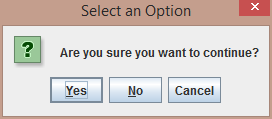 Select an Option
? Are you sure you want to continue?
Yes No Cancel